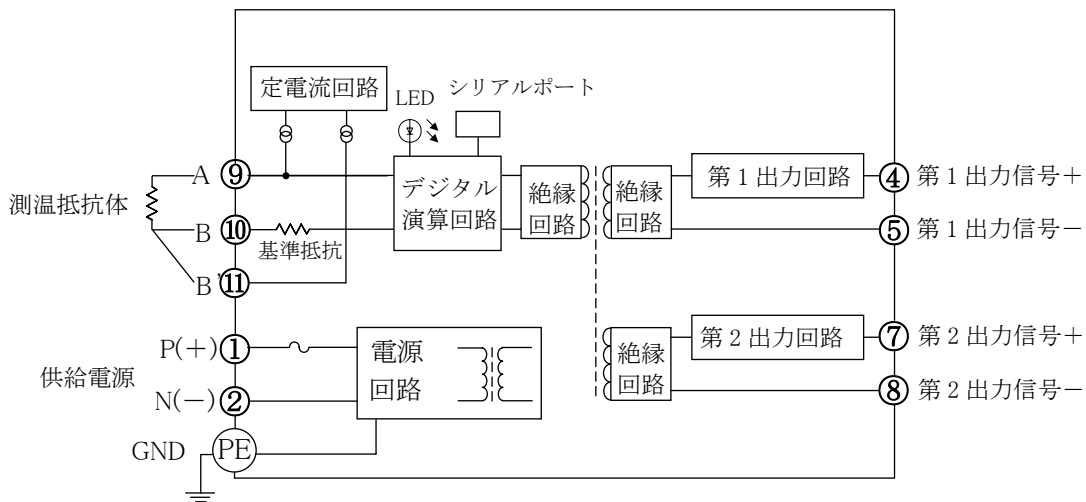 定電流回路
LED
シリアルポート
測温抵抗体
A ⑨
B ⑩
B' ⑪
基準抵抗
デジタル
演算回路
絶縁
回路
絶縁
回路
第1出力回路
④ 第1出力信号+
⑤ 第1出力信号-
供給電源
P(+) ①
N(-) ②
GND PE
電源
回路
絶縁
回路
第2出力回路
⑦ 第2出力信号+
⑧ 第2出力信号-